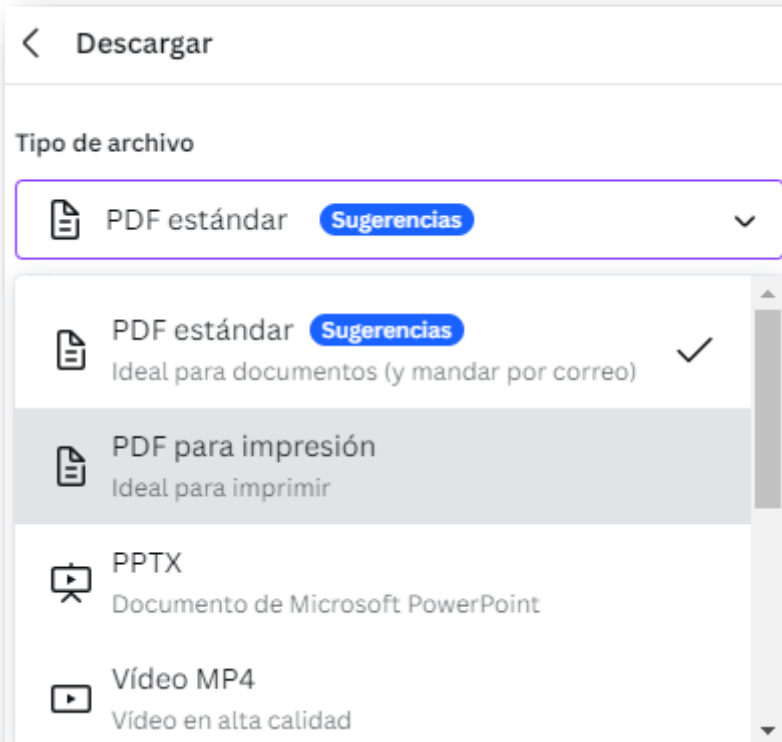 Descargar
Tipo de archivo
PDF estándar Sugerencias
PDF estándar Sugerencias
Ideal para documentos (y mandar por correo)
PDF para impresión
Ideal para imprimir
PPTX
Documento de Microsoft PowerPoint
Vídeo MP4
Vídeo en alta calidad